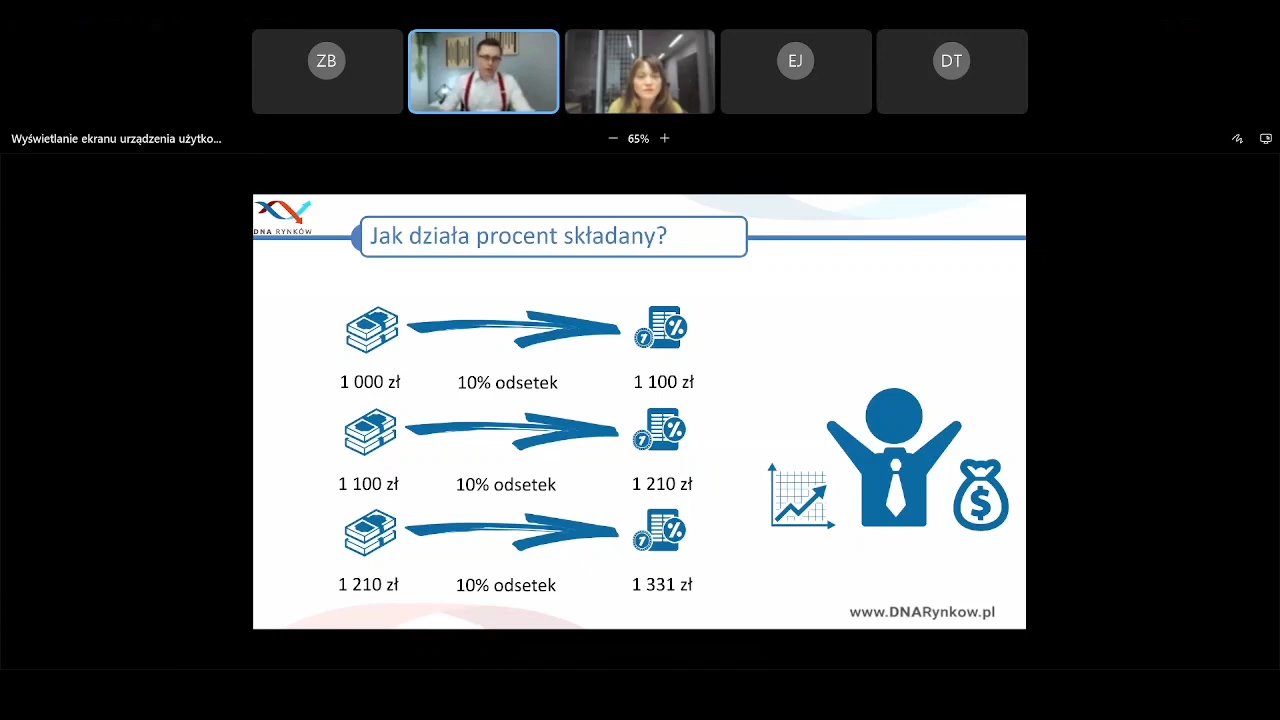 ZB
EJ
DT
Wyświetlanie ekranu urządzenia użytko...
65%
DNA RYNKÓW
Jak działa procent składany?
1 000 zł 10% odsetek 1 100 zł
1 100 zł 10% odsetek 1 210 zł
1 210 zł 10% odsetek 1 331 zł
www.DNARynkow.pl